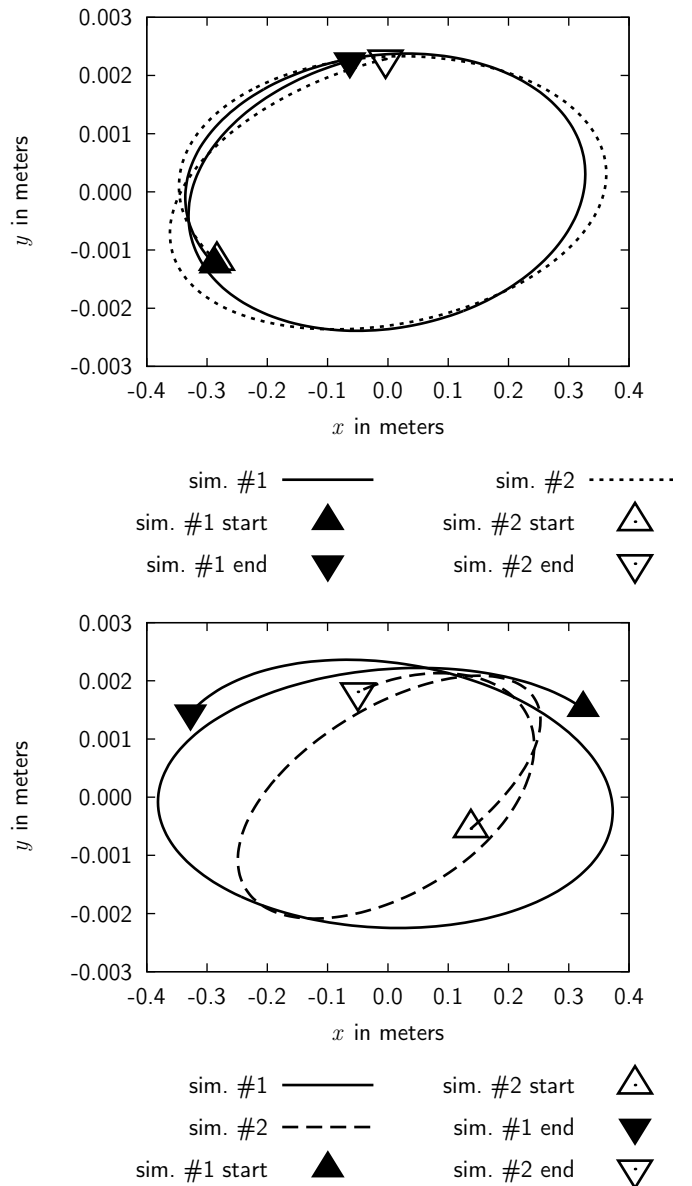 0.003
0.002
0.001
0.000
-0.001
-0.002
-0.003
y in meters
-0.4 -0.3 -0.2 -0.1 0.0 0.1 0.2 0.3 0.4
x in meters
sim. #1 sim. #2
sim. #1 start sim. #2 start
sim. #1 end sim. #2 end
0.003
0.002
0.001
0.000
-0.001
-0.002
-0.003
y in meters
-0.4 -0.3 -0.2 -0.1 0.0 0.1 0.2 0.3 0.4
x in meters
sim. #1 sim. #2 start
sim. #2 sim. #1 end
sim. #1 start sim. #2 end